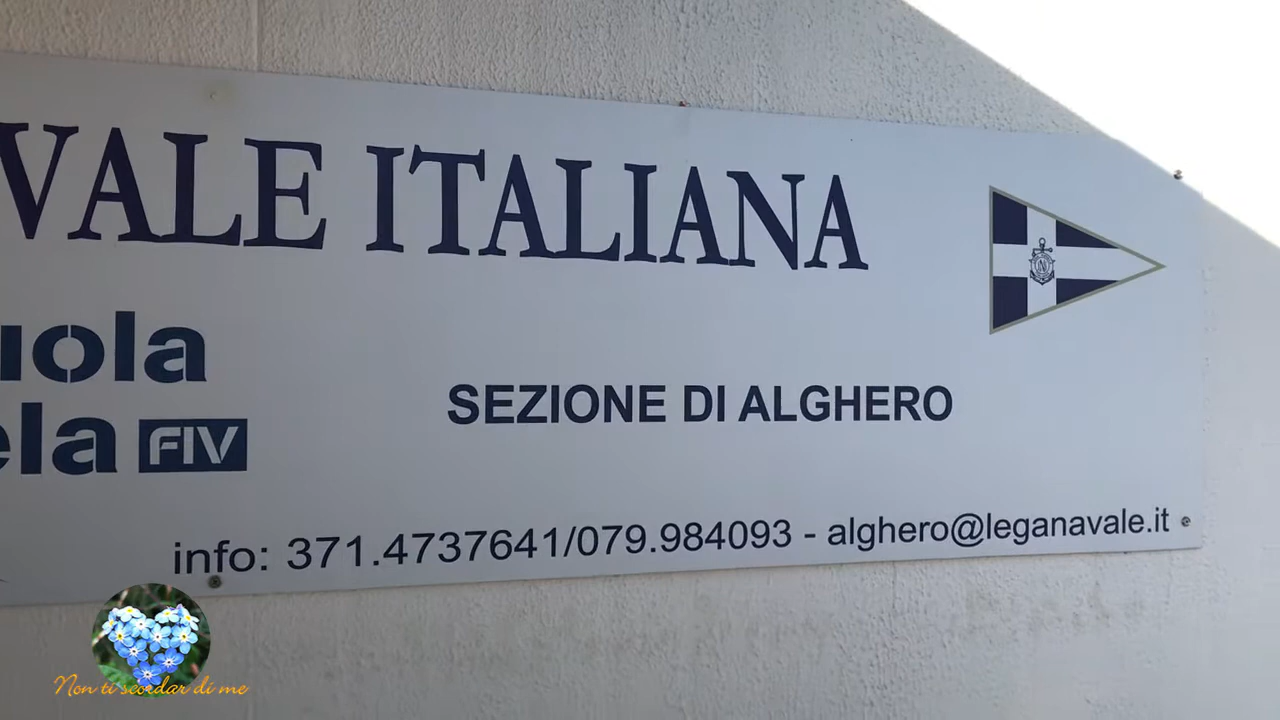 VALE ITALIANA
uola
ela FIV
SEZIONE DI ALGHERO
info: 371.4737641/079.984093 - alghero@leganavale.it
Non ti scordar di me